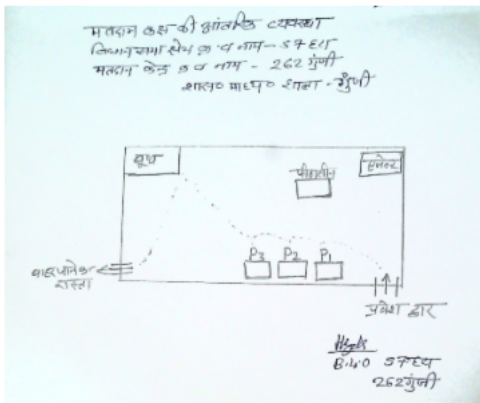 मतदान कक्ष की आंतरिक व्यवस्था
विधानसभा क्षेत्र क्र व नाम - 57
मतदान केन्द्र क्र व नाम - 262 गुंजी
शास० माध्य० शाला - गुंजी
बूथ
एजेन्ट
P3 P2 P1
बाहर जाने का
रास्ता
प्रवेश द्वार
B.L.O 57
262 गुंजी